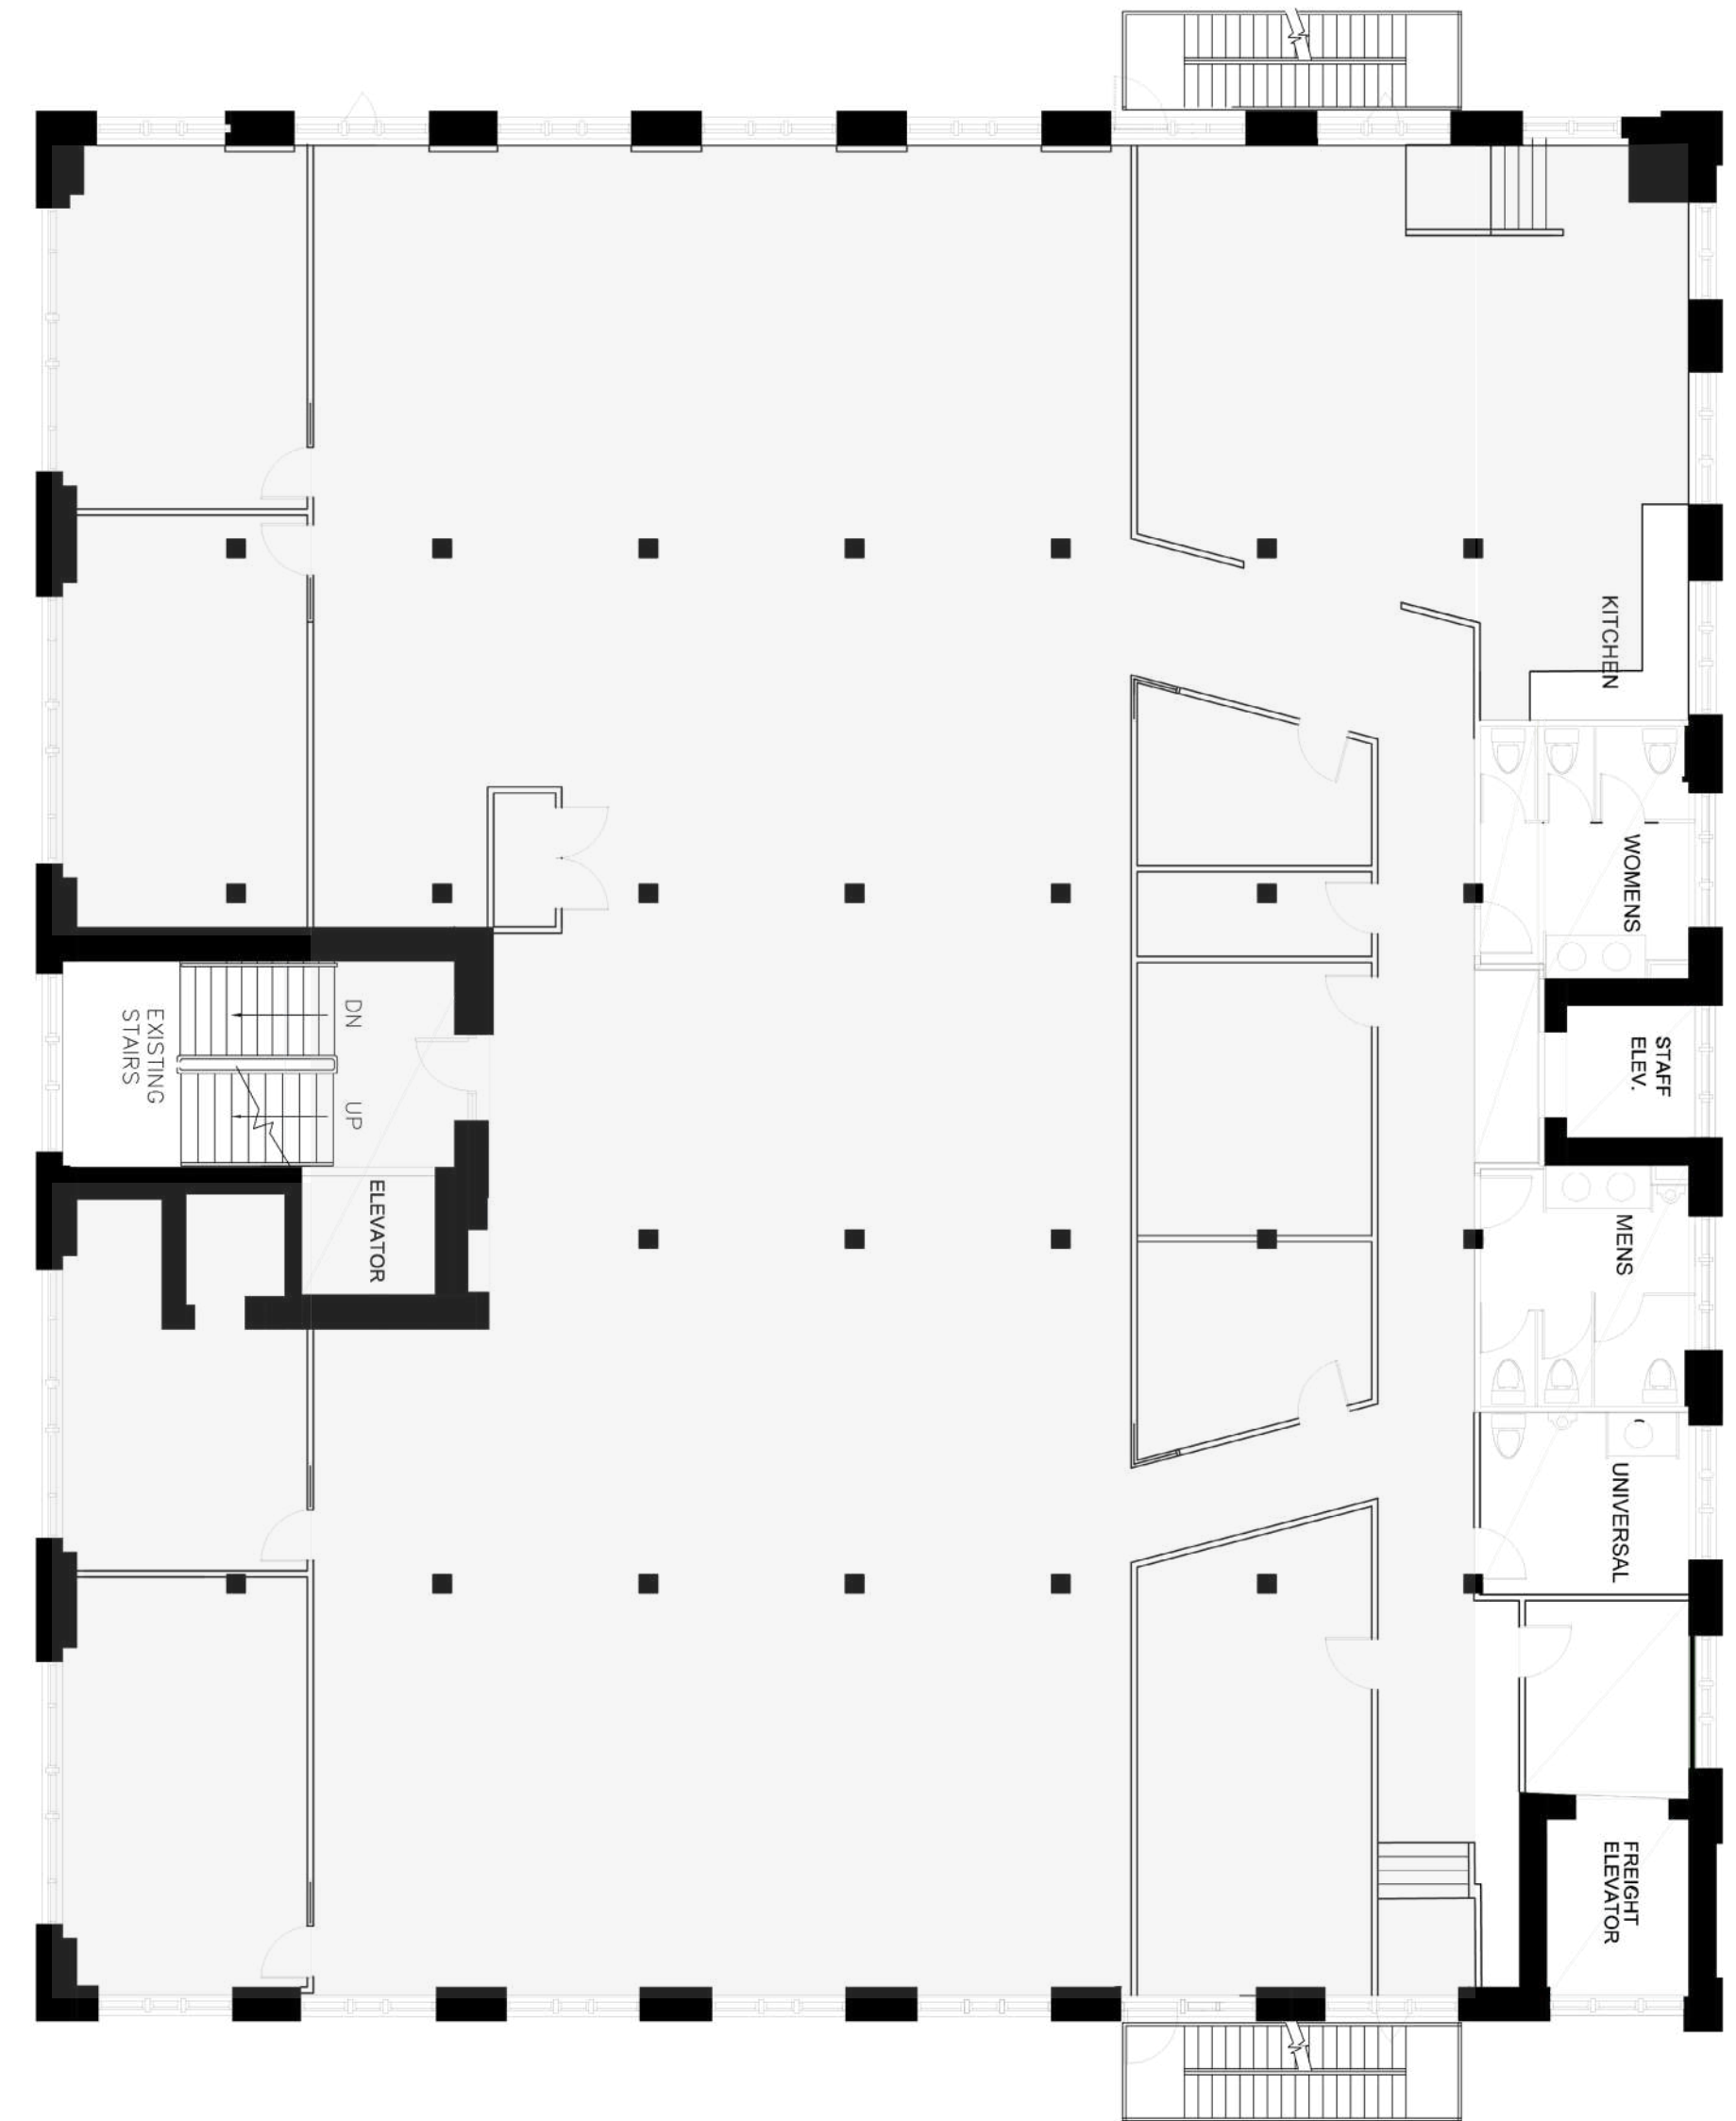 KITCHEN
WOMENS
EXISTING
STAIRS
DN
UP
STAFF
ELEV.
ELEVATOR
MENS
UNIVERSAL
FREIGHT
ELEVATOR